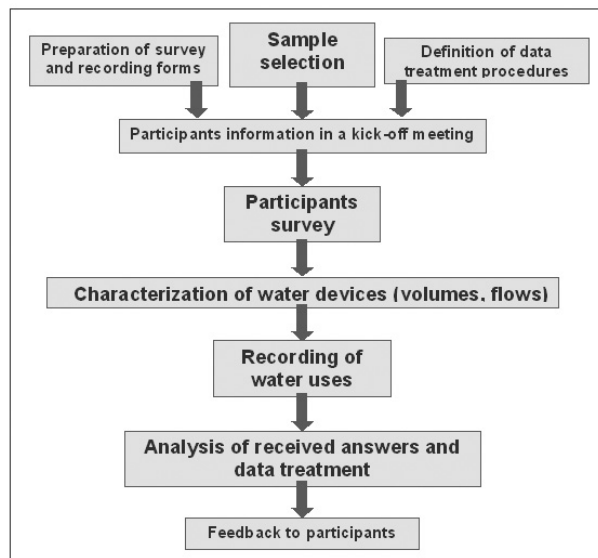 Preparation of survey
and recording forms
Sample
selection
Definition of data
treatment procedures
Participants information in a kick-off meeting
Participants
survey
Characterization of water devices (volumes, flows)
Recording of
water uses
Analysis of received answers and
data treatment
Feedback to participants